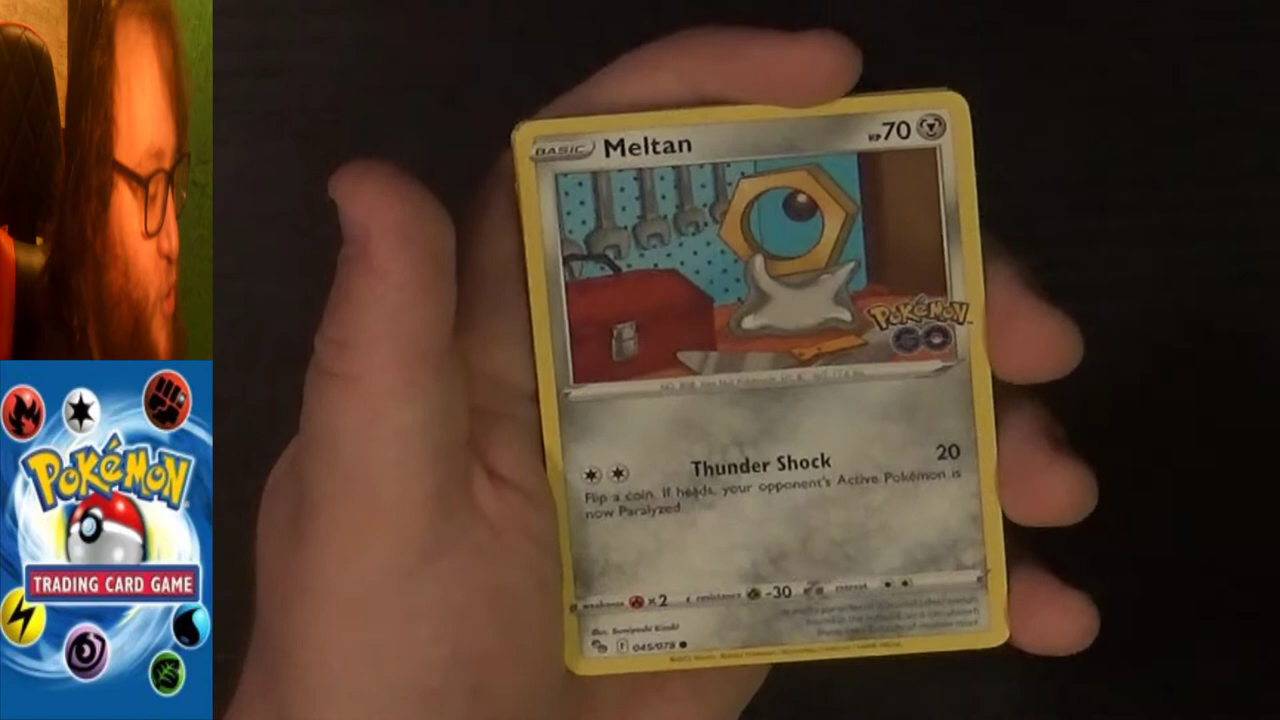 BASIC Meltan HP70
POKÉMON
GO
Thunder Shock 20
Flip a coin. If heads, your opponent's Active Pokémon is
now Paralyzed.
weakness ×2 resistance -30 retreat
Illus. Sumiyoshi Kizuki
F 045/078
POKÉMON
TRADING CARD GAME